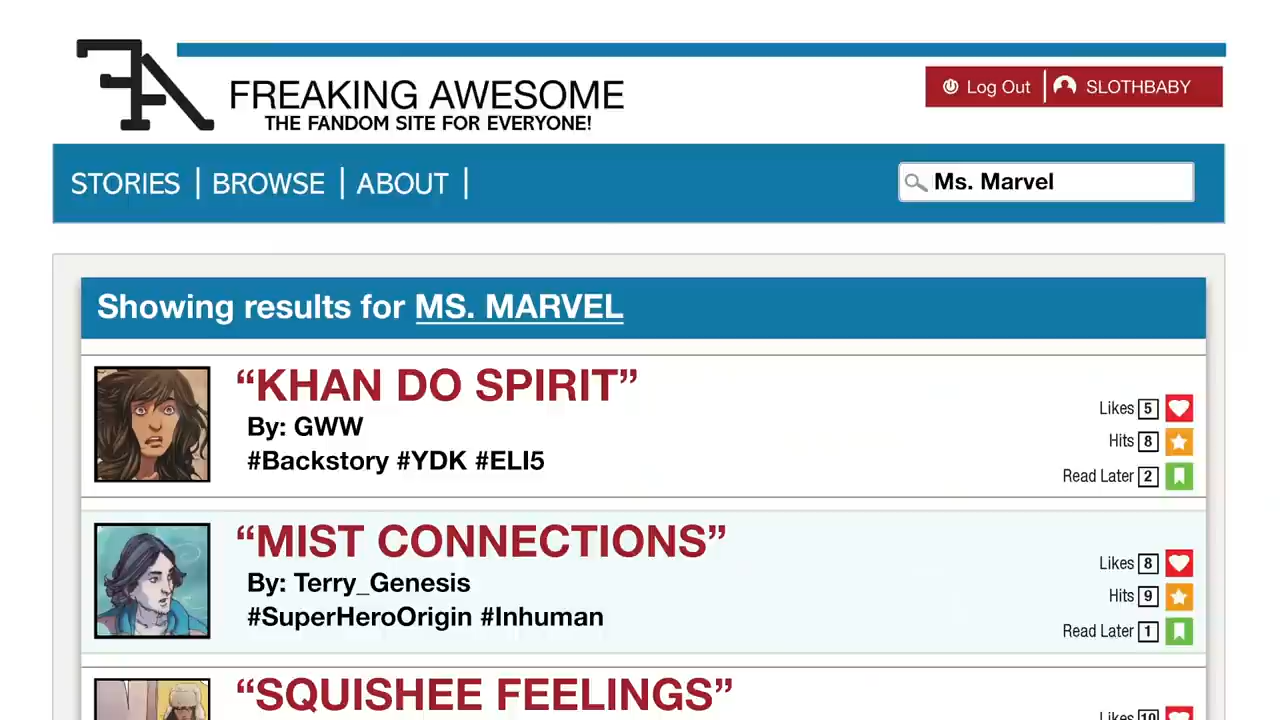 FA
FREAKING AWESOME
THE FANDOM SITE FOR EVERYONE!
Log Out | SLOTHBABY
STORIES | BROWSE | ABOUT |
Ms. Marvel
Showing results for MS. MARVEL
“KHAN DO SPIRIT”
By: GWW
#Backstory #YDK #ELI5
Likes 5
Hits 8
Read Later 2
“MIST CONNECTIONS”
By: Terry_Genesis
#SuperHeroOrigin #Inhuman
Likes 8
Hits 9
Read Later 1
“SQUISHEE FEELINGS”
Likes 10